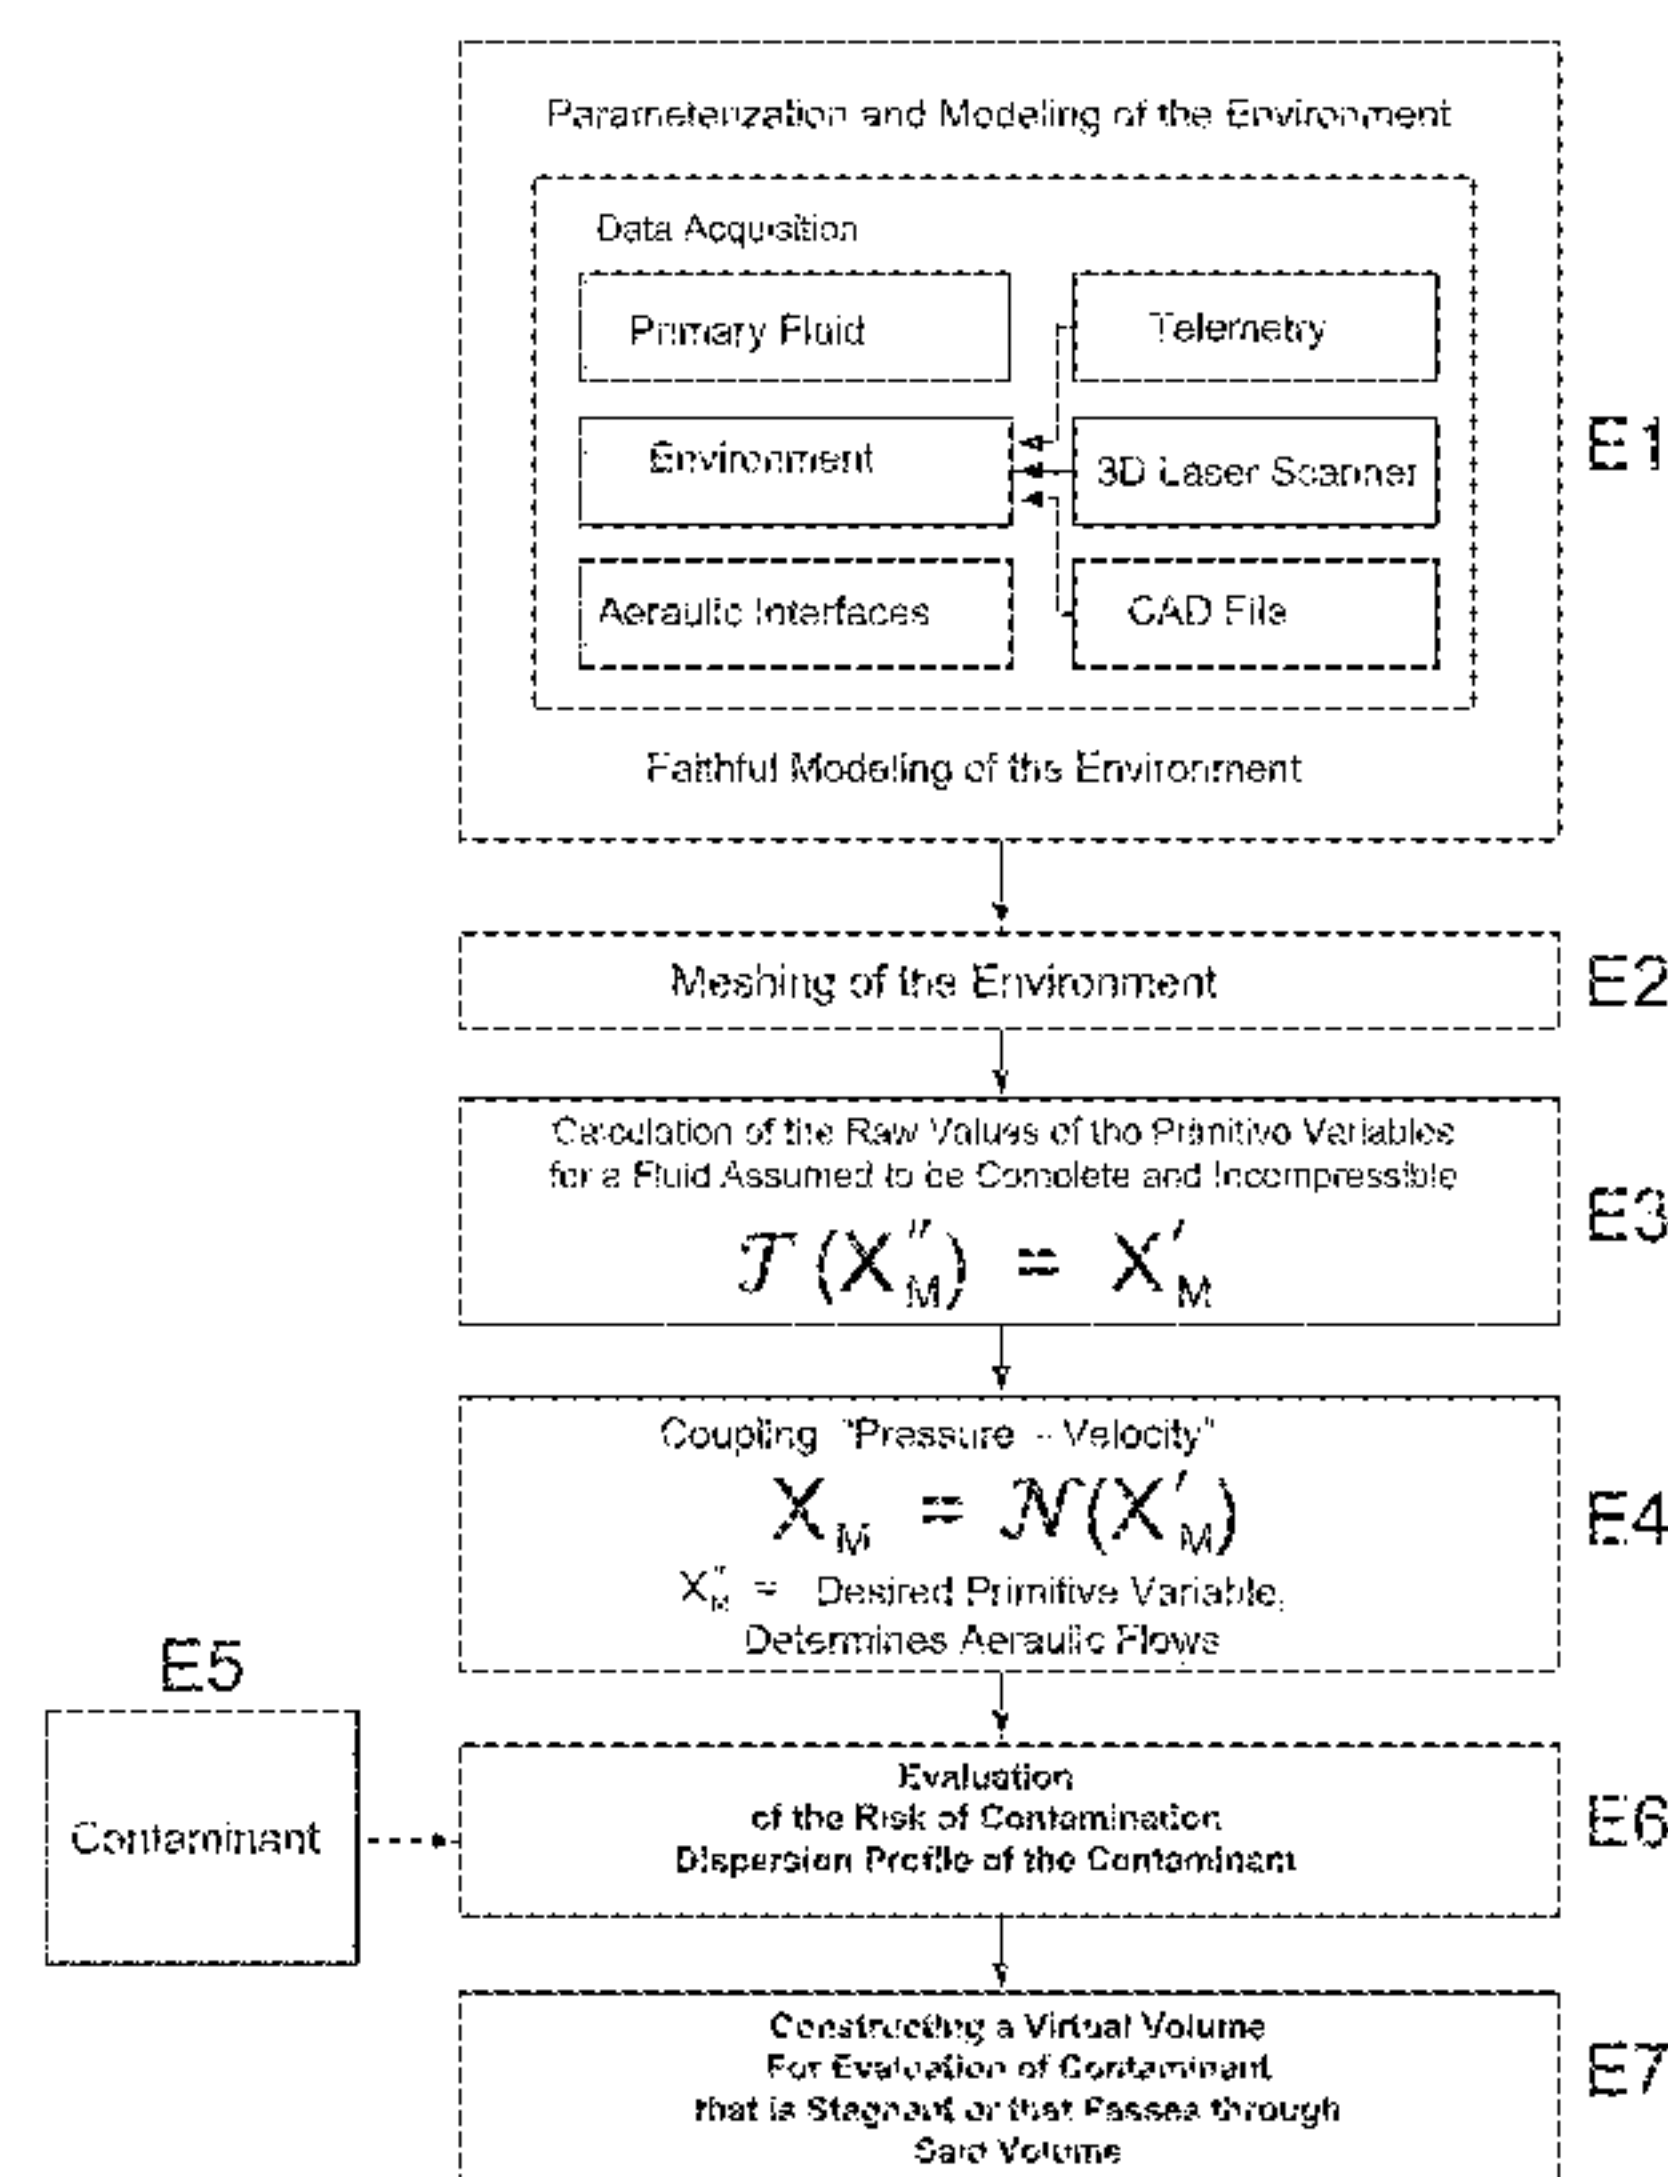 Parameterization and Modeling of the Environment
Data Acquisition
Primary Fluid
Telemetry
Environment
3D Laser Scanner
E1
Aeraulic Interfaces
CAD File
Faithful Modeling of the Environment
Meshing of the Environment
E2
Calculation of the Raw Values of the Primitive Variables
for a Fluid Assumed to be Complete and Incompressible
𝒯 (X″M) = X′M
E3
Coupling "Pressure - Velocity"
XM = 𝒩(X′M)
E4
X″M = Desired Primitive Variable,
Determines Aeraulic Flows
E5
Contaminant
Evaluation
of the Risk of Contamination
Dispersion Profile of the Contaminant
E6
Constructing a Virtual Volume
For Evaluation of Contaminant
that is Stagnant or that Passes through
Said Volume
E7